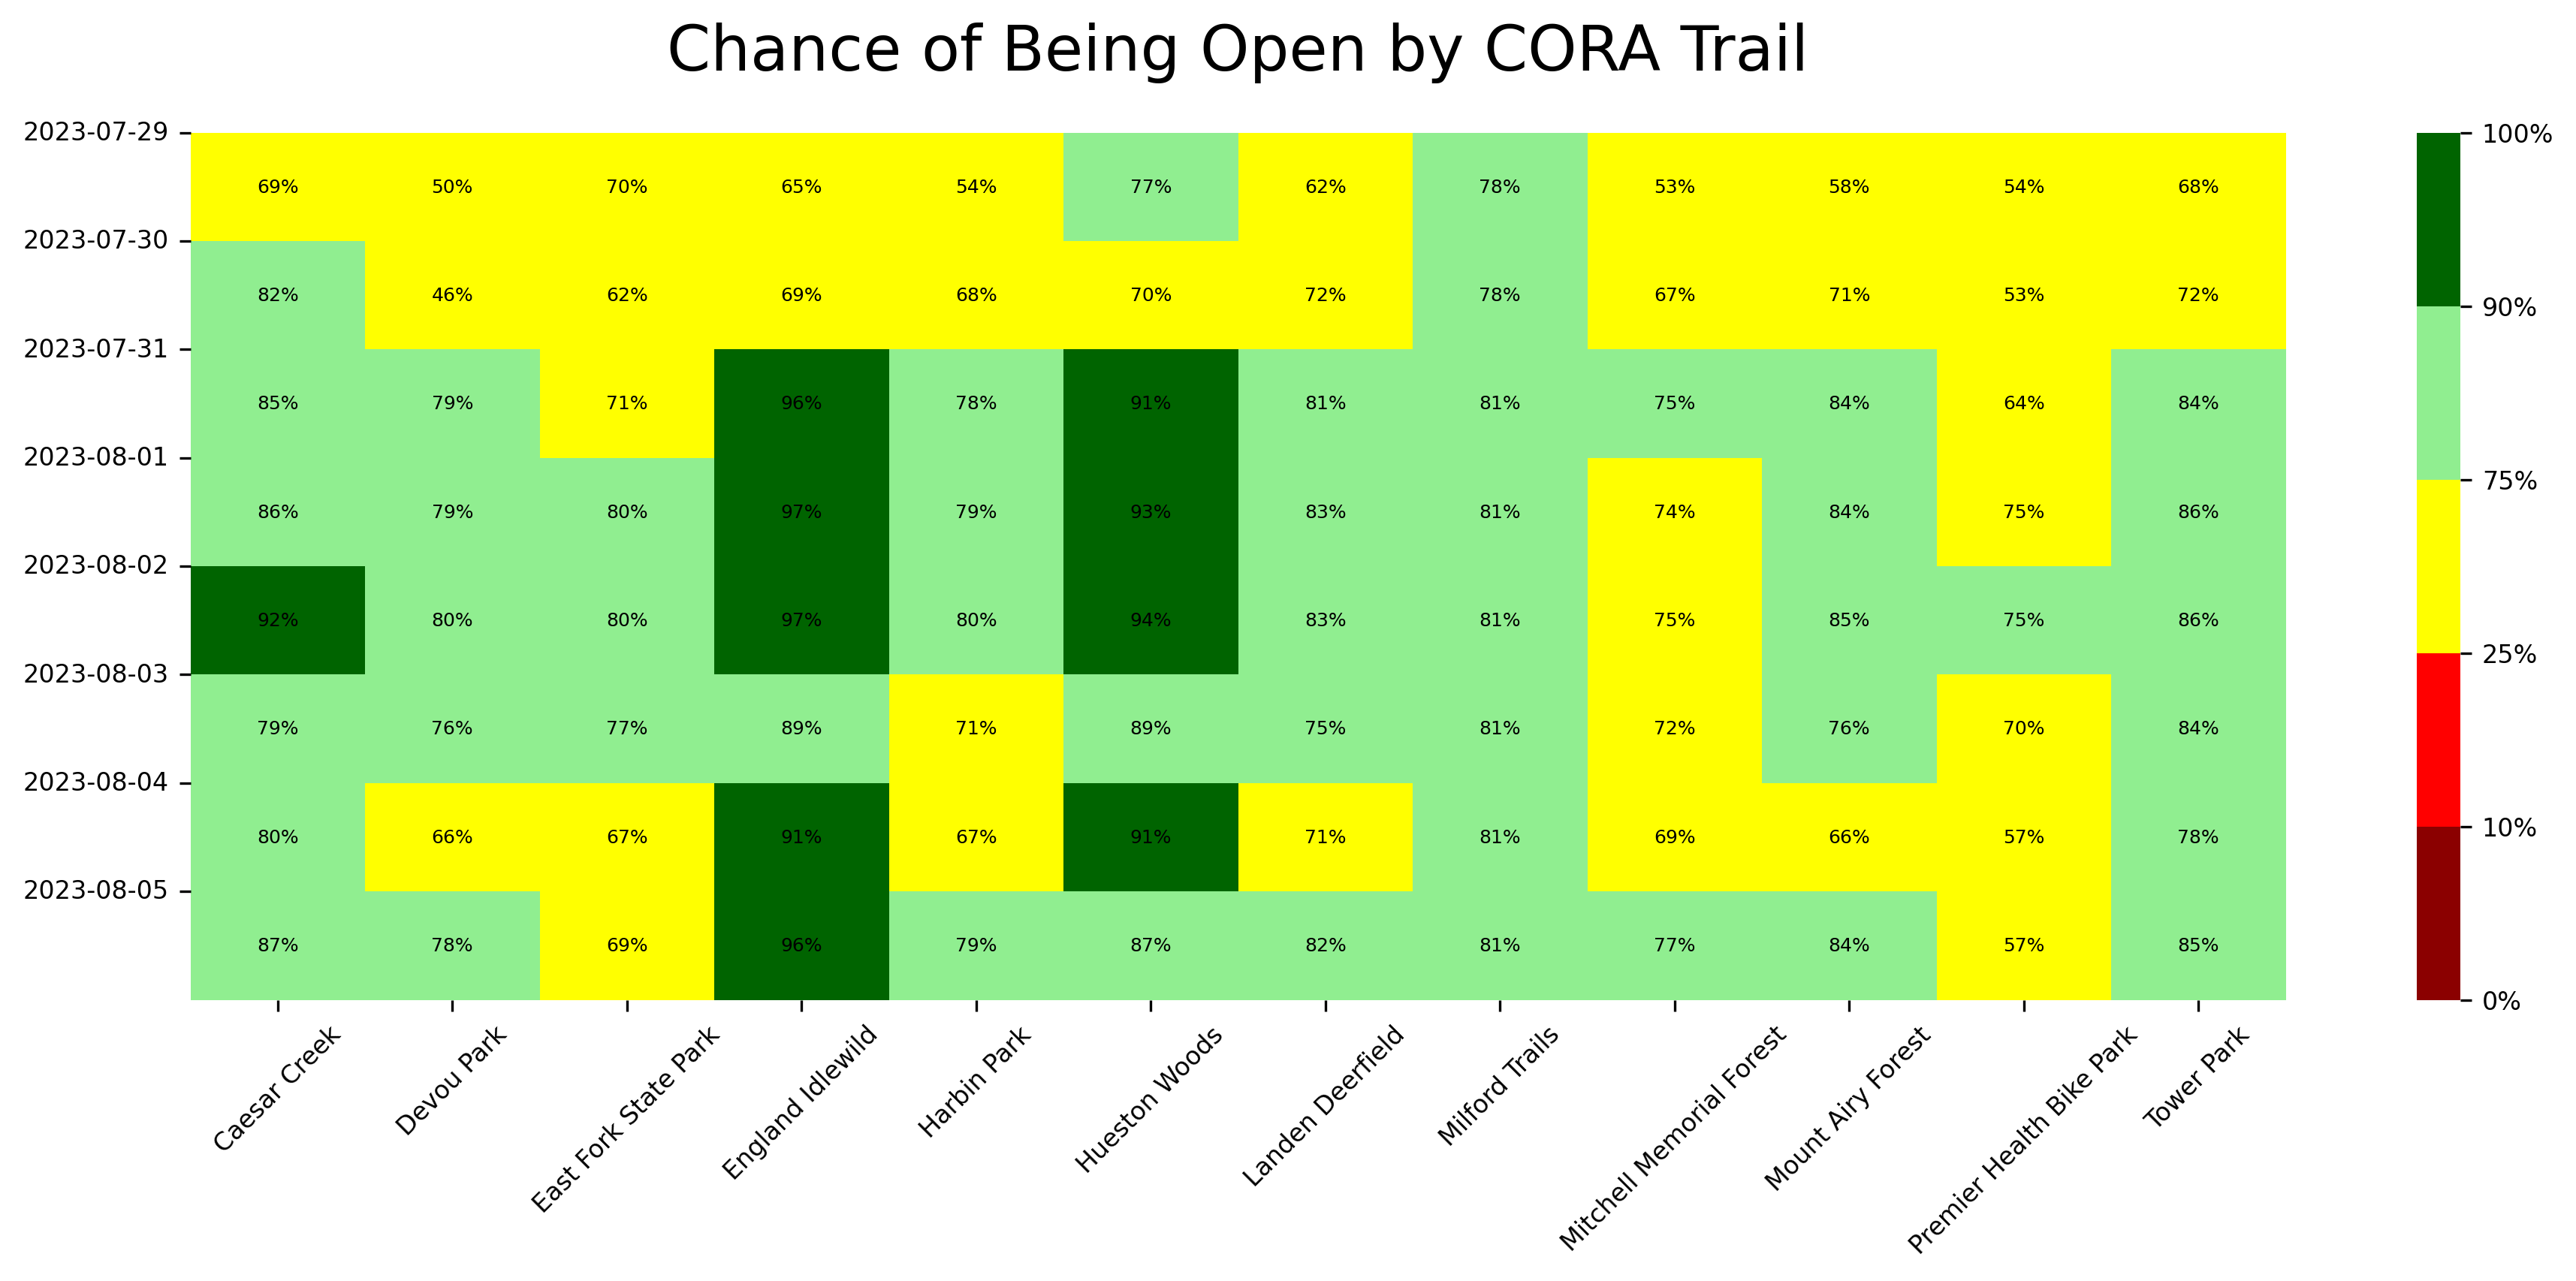 Chance of Being Open by CORA Trail
2023-07-29
69% 50% 70% 65% 54% 77% 62% 78% 53% 58% 54% 68%
2023-07-30
82% 46% 62% 69% 68% 70% 72% 78% 67% 71% 53% 72%
2023-07-31
85% 79% 71% 96% 78% 91% 81% 81% 75% 84% 64% 84%
2023-08-01
86% 79% 80% 97% 79% 93% 83% 81% 74% 84% 75% 86%
2023-08-02
92% 80% 80% 97% 80% 94% 83% 81% 75% 85% 75% 86%
2023-08-03
79% 76% 77% 89% 71% 89% 75% 81% 72% 76% 70% 84%
2023-08-04
80% 66% 67% 91% 67% 91% 71% 81% 69% 66% 57% 78%
2023-08-05
87% 78% 69% 96% 79% 87% 82% 81% 77% 84% 57% 85%
Caesar Creek
Devou Park
East Fork State Park
England Idlewild
Harbin Park
Hueston Woods
Landen Deerfield
Milford Trails
Mitchell Memorial Forest
Mount Airy Forest
Premier Health Bike Park
Tower Park
100%
90%
75%
25%
10%
0%